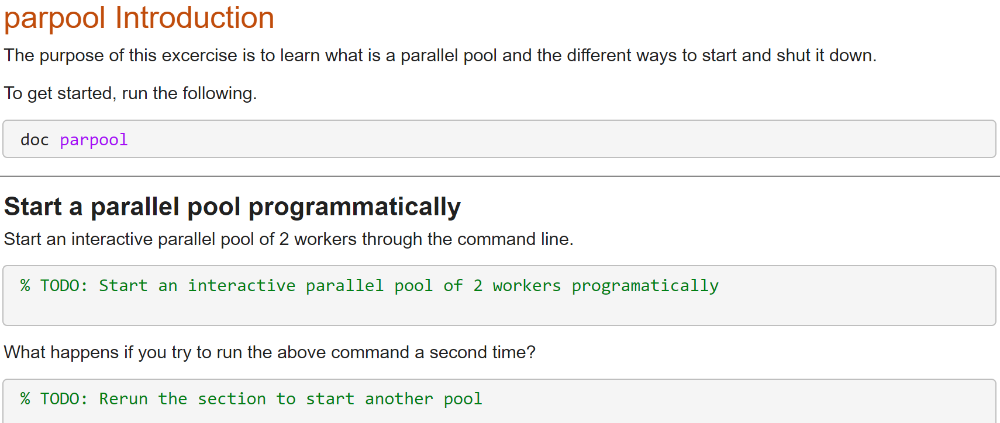 parpool Introduction
The purpose of this excercise is to learn what is a parallel pool and the different ways to start and shut it down.
To get started, run the following.
doc parpool
Start a parallel pool programmatically
Start an interactive parallel pool of 2 workers through the command line.
% TODO: Start an interactive parallel pool of 2 workers programatically
What happens if you try to run the above command a second time?
% TODO: Rerun the section to start another pool